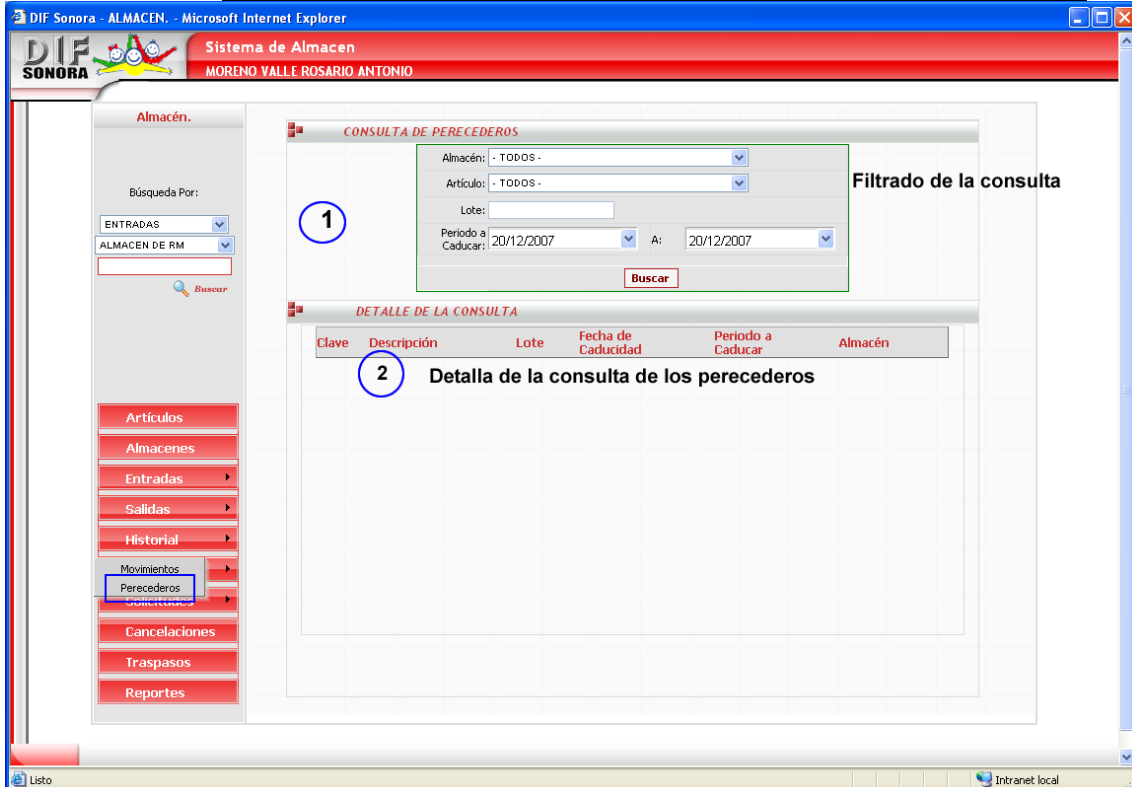 DIF Sonora - ALMACEN. - Microsoft Internet Explorer
DIF
SONORA
Sistema de Almacen
MORENO VALLE ROSARIO ANTONIO
Almacén.
Búsqueda Por:
ENTRADAS
ALMACEN DE RM
Buscar
CONSULTA DE PERECEDEROS
Almacén: - TODOS -
Artículo: - TODOS -
Lote:
Periodo a Caducar: 20/12/2007 A: 20/12/2007
Buscar
Filtrado de la consulta
1
DETALLE DE LA CONSULTA
Clave Descripción Lote Fecha de Caducidad Periodo a Caducar Almacén
2
Detalla de la consulta de los perecederos
Artículos
Almacenes
Entradas
Salidas
Historial
Movimientos
Perecederos
Solicitudes
Cancelaciones
Traspasos
Reportes
Listo
Intranet local